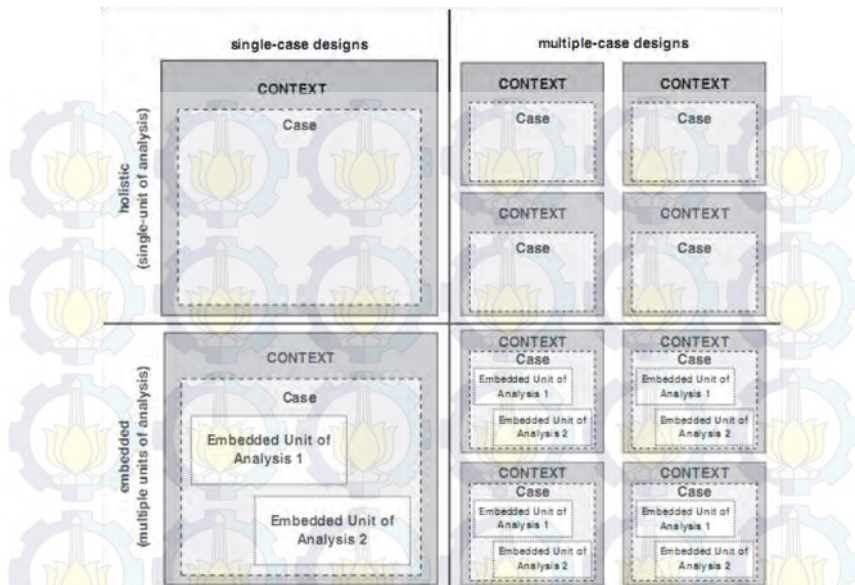 single-case designs
multiple-case designs
holistic
(single-unit of analysis)
CONTEXT
Case
CONTEXT
Case
CONTEXT
Case
CONTEXT
Case
CONTEXT
Case
embedded
(multiple units of analysis)
CONTEXT
Case
Embedded Unit of
Analysis 1
Embedded Unit of
Analysis 2
CONTEXT
Case
Embedded Unit of
Analysis 1
Embedded Unit of
Analysis 2
CONTEXT
Case
Embedded Unit of
Analysis 1
Embedded Unit of
Analysis 2
CONTEXT
Case
Embedded Unit of
Analysis 1
Embedded Unit of
Analysis 2
CONTEXT
Case
Embedded Unit of
Analysis 1
Embedded Unit of
Analysis 2